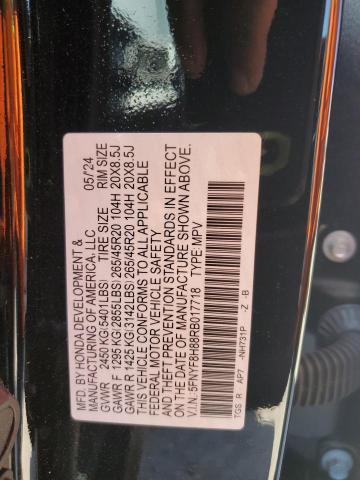 MFD. BY HONDA DEVELOPMENT &
MANUFACTURING OF AMERICA, LLC 05/24
GVWR 2450 KG(5401LBS) TIRE SIZE RIM SIZE
GAWR F 1295 KG(2855LBS) 265/45R20 104H 20X8.5J
GAWR R 1425 KG(3142LBS) 265/45R20 104H 20X8.5J
THIS VEHICLE CONFORMS TO ALL APPLICABLE
FEDERAL MOTOR VEHICLE SAFETY
AND THEFT PREVENTION STANDARDS IN EFFECT
ON THE DATE OF MANUFACTURE SHOWN ABOVE.
V.I.N. 5FNYF8H88RB017718 TYPE:MPV
TGS R AP7 -NH731P -Z -B